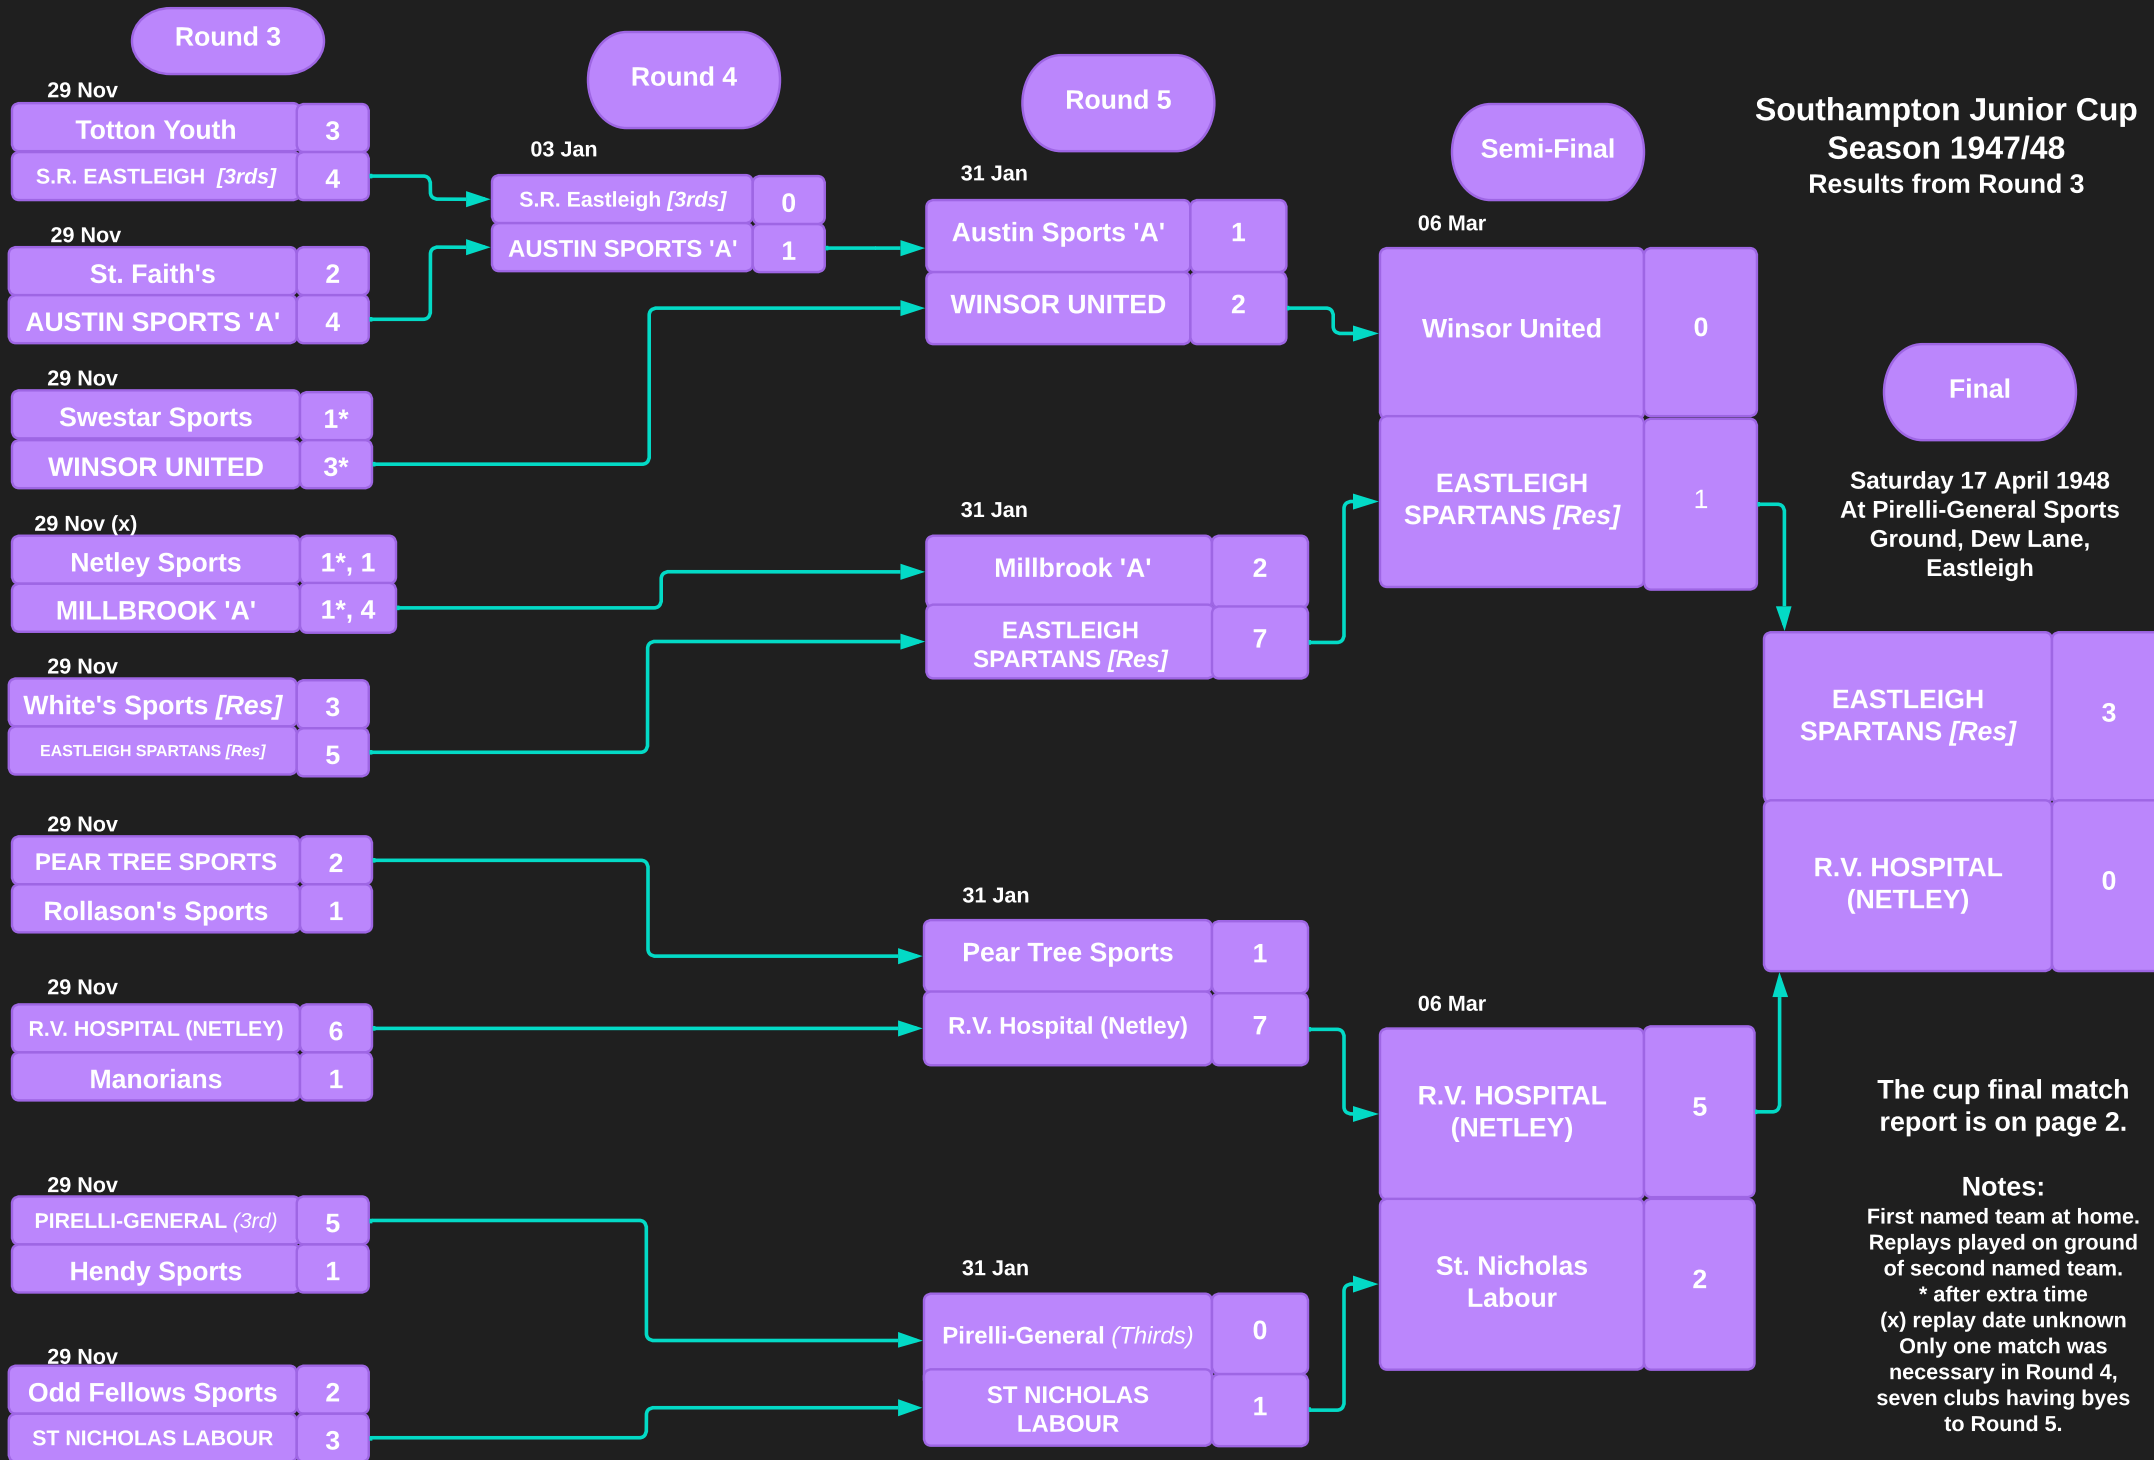 Round 3
29 Nov
Totton Youth 3
S.R. EASTLEIGH [3rds] 4
29 Nov
St. Faith's 2
AUSTIN SPORTS 'A' 4
29 Nov
Swestar Sports 1*
WINSOR UNITED 3*
29 Nov (x)
Netley Sports 1*, 1
MILLBROOK 'A' 1*, 4
29 Nov
White's Sports [Res] 3
EASTLEIGH SPARTANS [Res] 5
29 Nov
PEAR TREE SPORTS 2
Rollason's Sports 1
29 Nov
R.V. HOSPITAL (NETLEY) 6
Manorians 1
29 Nov
PIRELLI-GENERAL (3rd) 5
Hendy Sports 1
29 Nov
Odd Fellows Sports 2
ST NICHOLAS LABOUR 3
Round 4
03 Jan
S.R. Eastleigh [3rds] 0
AUSTIN SPORTS 'A' 1
Round 5
31 Jan
Austin Sports 'A' 1
WINSOR UNITED 2
31 Jan
Millbrook 'A' 2
EASTLEIGH
SPARTANS [Res] 7
31 Jan
Pear Tree Sports 1
R.V. Hospital (Netley) 7
31 Jan
Pirelli-General (Thirds) 0
ST NICHOLAS
LABOUR 1
Semi-Final
06 Mar
Winsor United 0
EASTLEIGH
SPARTANS [Res] 1
06 Mar
R.V. HOSPITAL
(NETLEY) 5
St. Nicholas
Labour 2
Southampton Junior Cup
Season 1947/48
Results from Round 3
Final
Saturday 17 April 1948
At Pirelli-General Sports
Ground, Dew Lane,
Eastleigh
EASTLEIGH
SPARTANS [Res] 3
R.V. HOSPITAL
(NETLEY) 0
The cup final match
report is on page 2.
Notes:
First named team at home.
Replays played on ground
of second named team.
* after extra time
(x) replay date unknown
Only one match was
necessary in Round 4,
seven clubs having byes
to Round 5.